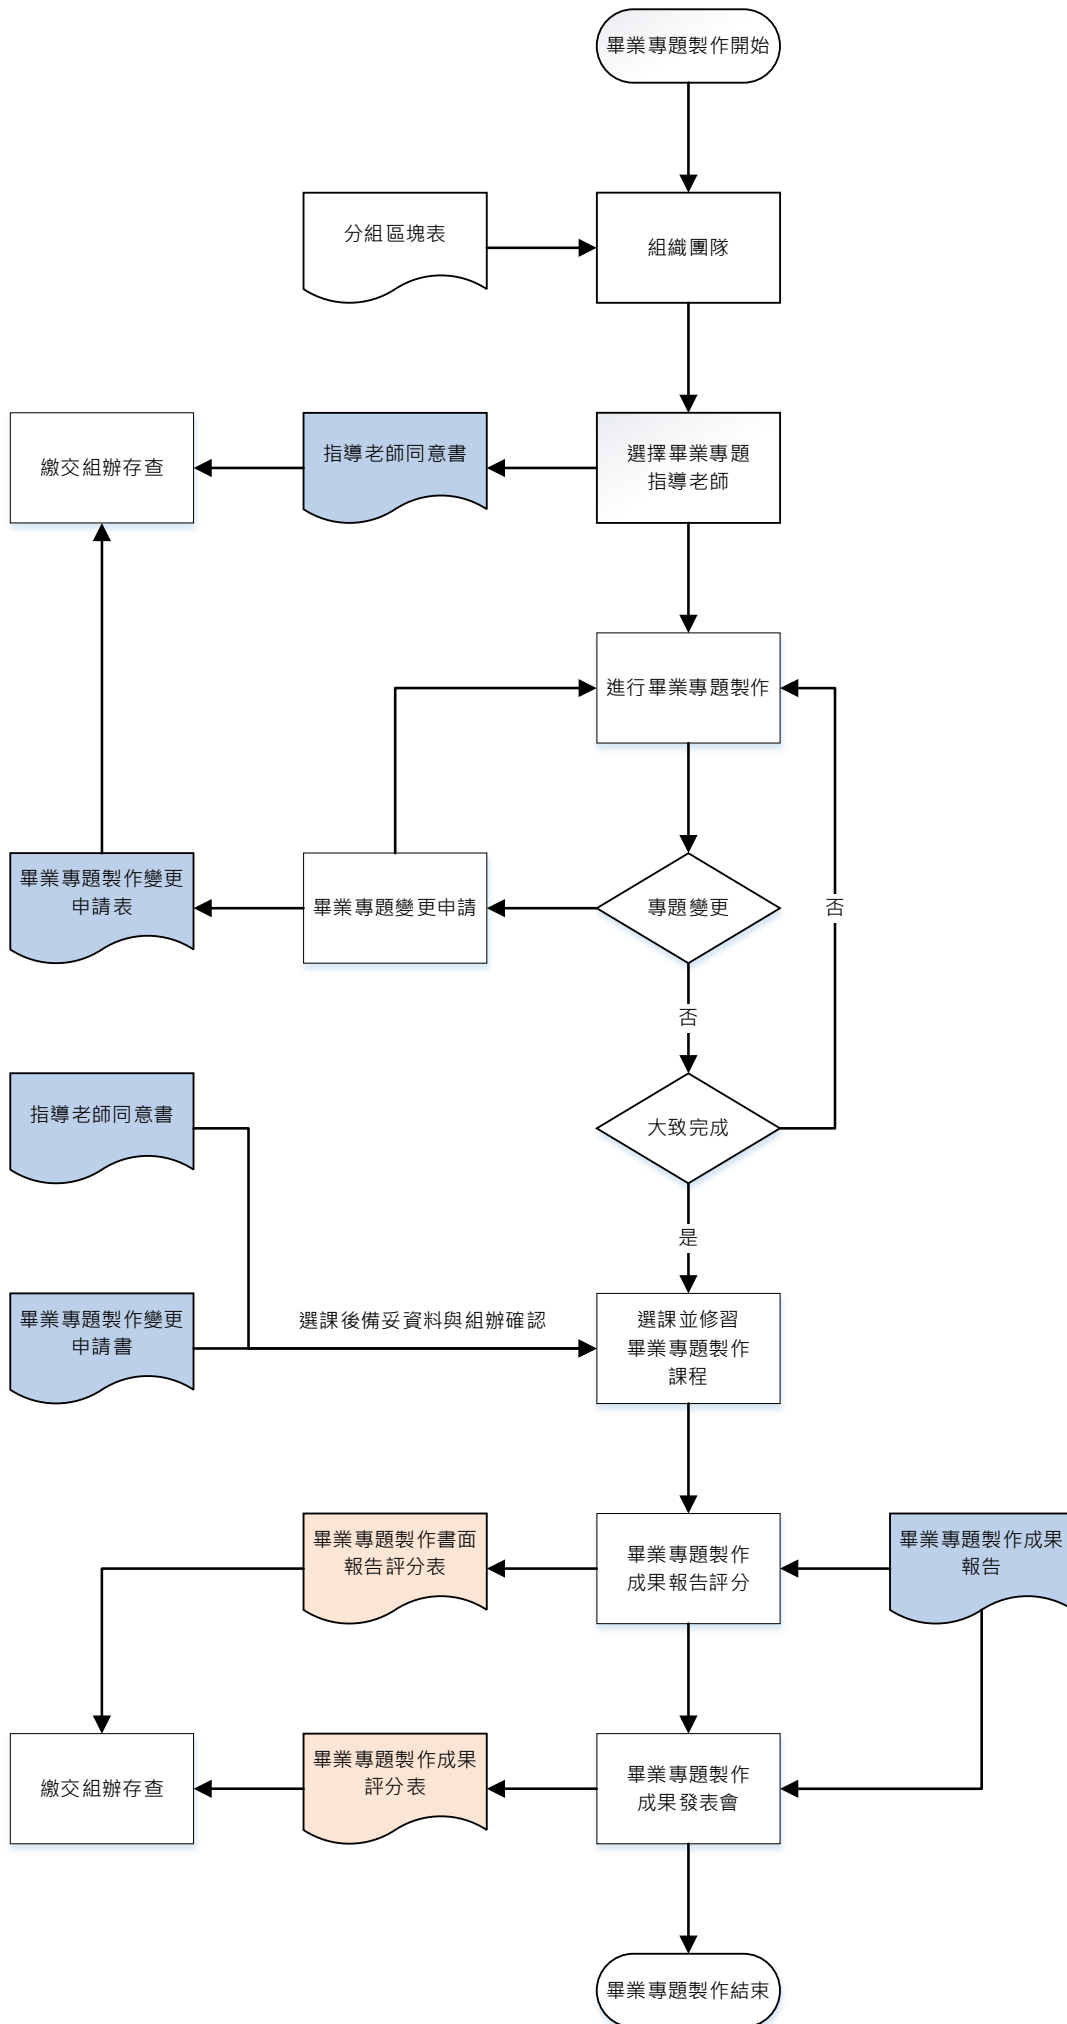 畢業專題製作開始
分組區塊表
組織團隊
繳交組辦存查
指導老師同意書
選擇畢業專題
指導老師
進行畢業專題製作
畢業專題製作變更
申請表
畢業專題變更申請
專題變更
否
否
指導老師同意書
大致完成
是
畢業專題製作變更
申請書
選課後備妥資料與組辦確認
選課並修習
畢業專題製作
課程
畢業專題製作書面
報告評分表
畢業專題製作
成果報告評分
畢業專題製作成果
報告
繳交組辦存查
畢業專題製作成果
評分表
畢業專題製作
成果發表會
畢業專題製作結束